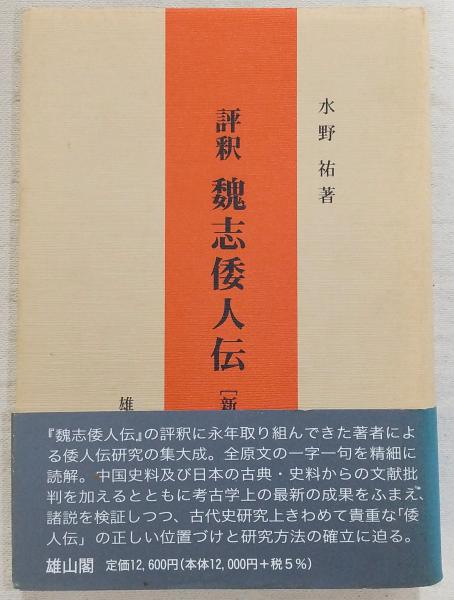 水野 祐著
評釈 魏志倭人伝 [新
雄
『魏志倭人伝』の評釈に永年取り組んできた著者によ
る倭人伝研究の集大成。全原文の一字一句を精細に
読解。中国史料及び日本の古典・史料からの文献批
判を加えるとともに考古学上の最新の成果をふまえ、
諸説を検証しつつ、古代史研究上きわめて貴重な「倭
人伝」の正しい位置づけと研究方法の確立に迫る。
雄山閣 定価12,600円(本体12,000円+税5%)